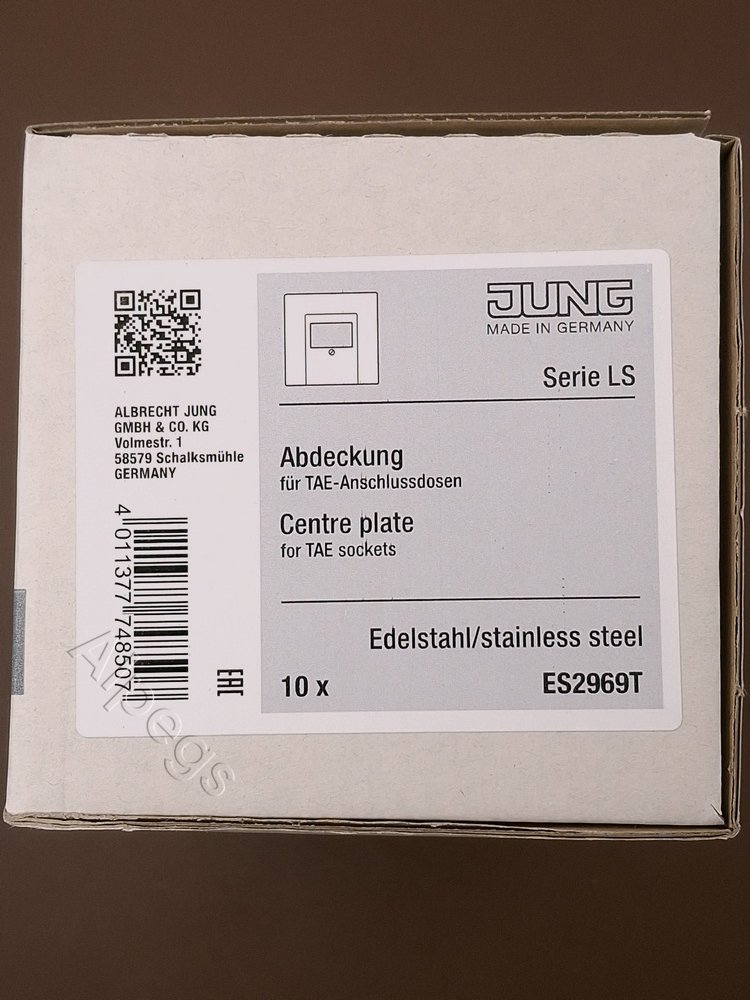 ALBRECHT JUNG
GMBH & CO. KG
Volmestr. 1
58579 Schalksmühle
GERMANY
4 011377 748507
EAC
JUNG
MADE IN GERMANY
Serie LS
Abdeckung
für TAE-Anschlussdosen
Centre plate
for TAE sockets
Edelstahl/stainless steel
10 x ES2969T
Arpegs